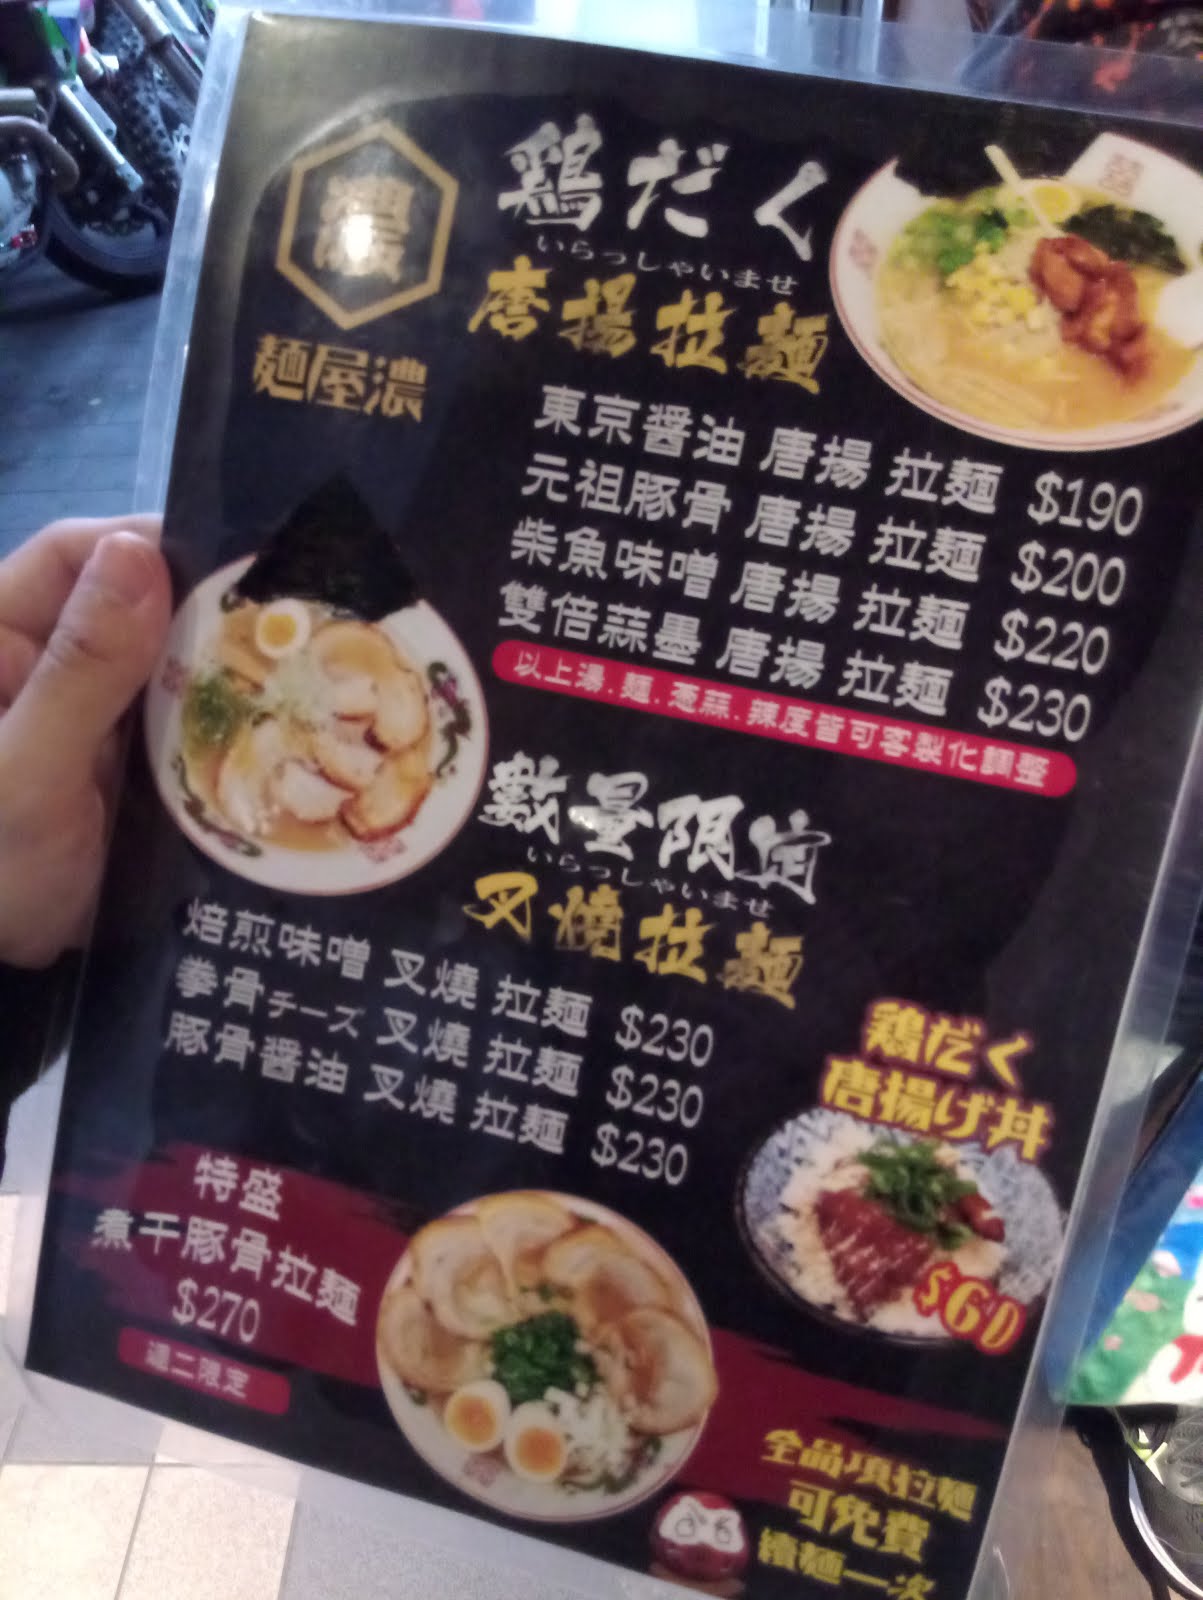 鶏だく
いらっしゃいませ
唐揚拉麵
麵屋濃
東京醤油 唐揚 拉麵 $190
元祖豚骨 唐揚 拉麵 $200
柴魚味噌 唐揚 拉麵 $220
雙倍蒜墨 唐揚 拉麵 $230
以上湯.麵.蔥蒜.辣度皆可客製化調整
數量限定
いらっしゃいませ
叉燒拉麵
焙煎味噌 叉燒 拉麵 $230
拳骨チーズ 叉燒 拉麵 $230
豚骨醤油 叉燒 拉麵 $230
鶏だく
唐揚げ丼
$60
特盛
煮干豚骨拉麵
$270
週二限定
全品項拉麵
可免費
續麵一次